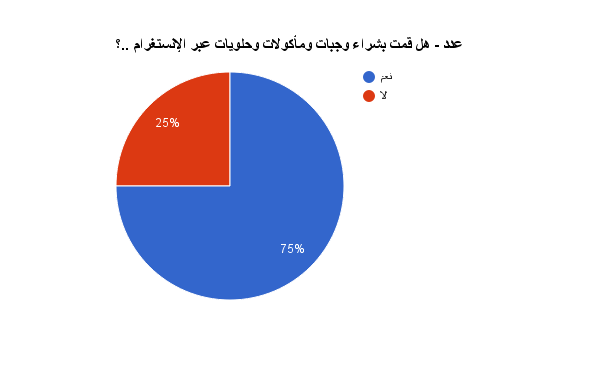 عدد - هل قمت بشراء وجبات ومأكولات وحلويات عبر الإنستغرام ..؟
نعم
لا
25%
75%